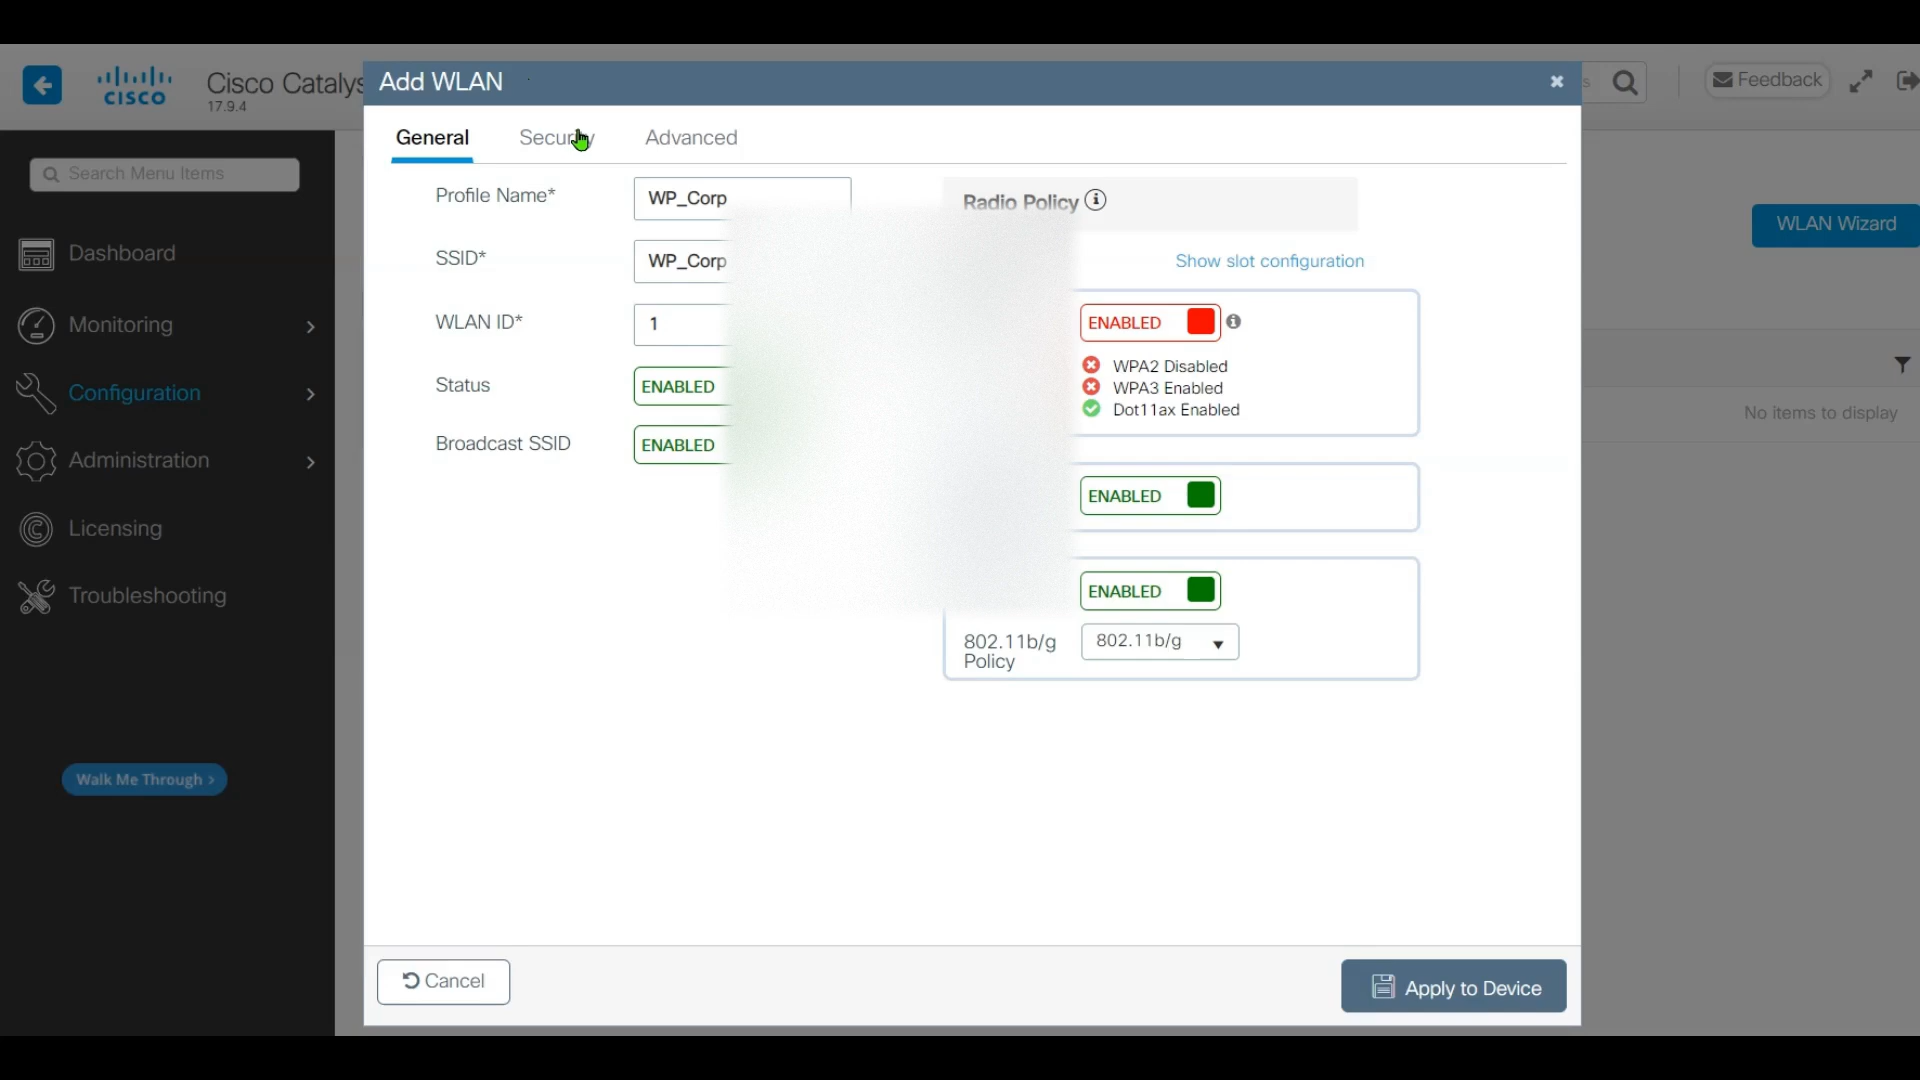 Add WLAN
CISCO
Cisco Catalys
17.9.4
s
Feedback
General
Security
Advanced
Search Menu Items
Dashboard
Monitoring
Configuration
Administration
Licensing
Troubleshooting
Walk Me Through >
Profile Name*
WP_Corp
SSID*
WP_Corp
WLAN ID*
1
Status
ENABLED
Broadcast SSID
ENABLED
Radio Policy
Show slot configuration
ENABLED
WPA2 Disabled
WPA3 Enabled
Dot11ax Enabled
ENABLED
ENABLED
802.11b/g
Policy
802.11b/g
WLAN Wizard
No items to display
Cancel
Apply to Device